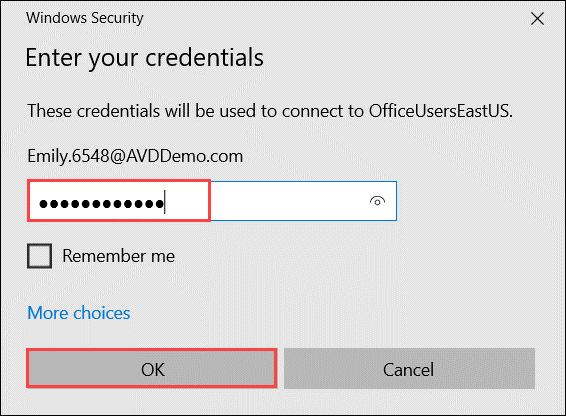 Windows Security
Enter your credentials
These credentials will be used to connect to OfficeUsersEastUS.
Emily.6548@AVDDemo.com
●●●●●●●●●●●●
Remember me
More choices
OK
Cancel